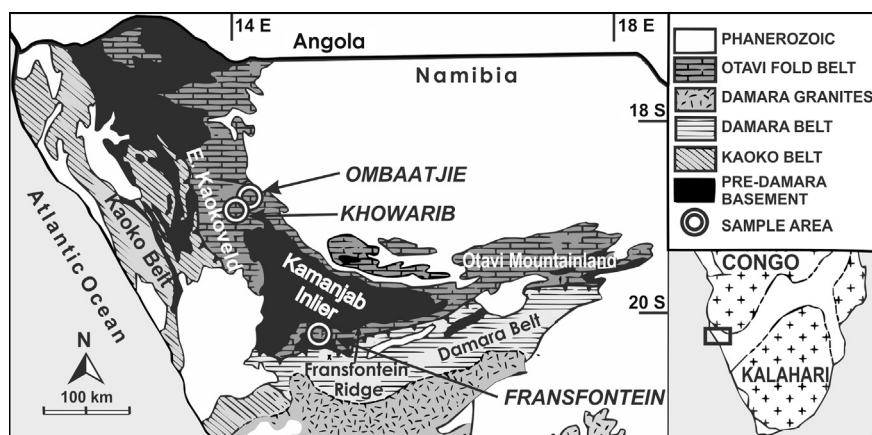 14 E
18 E
Angola
Namibia
18 S
E. Kaokoveld
OMBAATJIE
KHOWARIB
Kaoko Belt
Atlantic Ocean
Otavi Mountainland
Kamanjab
Inlier
20 S
N
Damara Belt
Fransfontein
Ridge
100 km
FRANSFONTEIN
PHANEROZOIC
OTAVI FOLD BELT
DAMARA GRANITES
DAMARA BELT
KAOKO BELT
PRE-DAMARA
BASEMENT
SAMPLE AREA
CONGO
KALAHARI